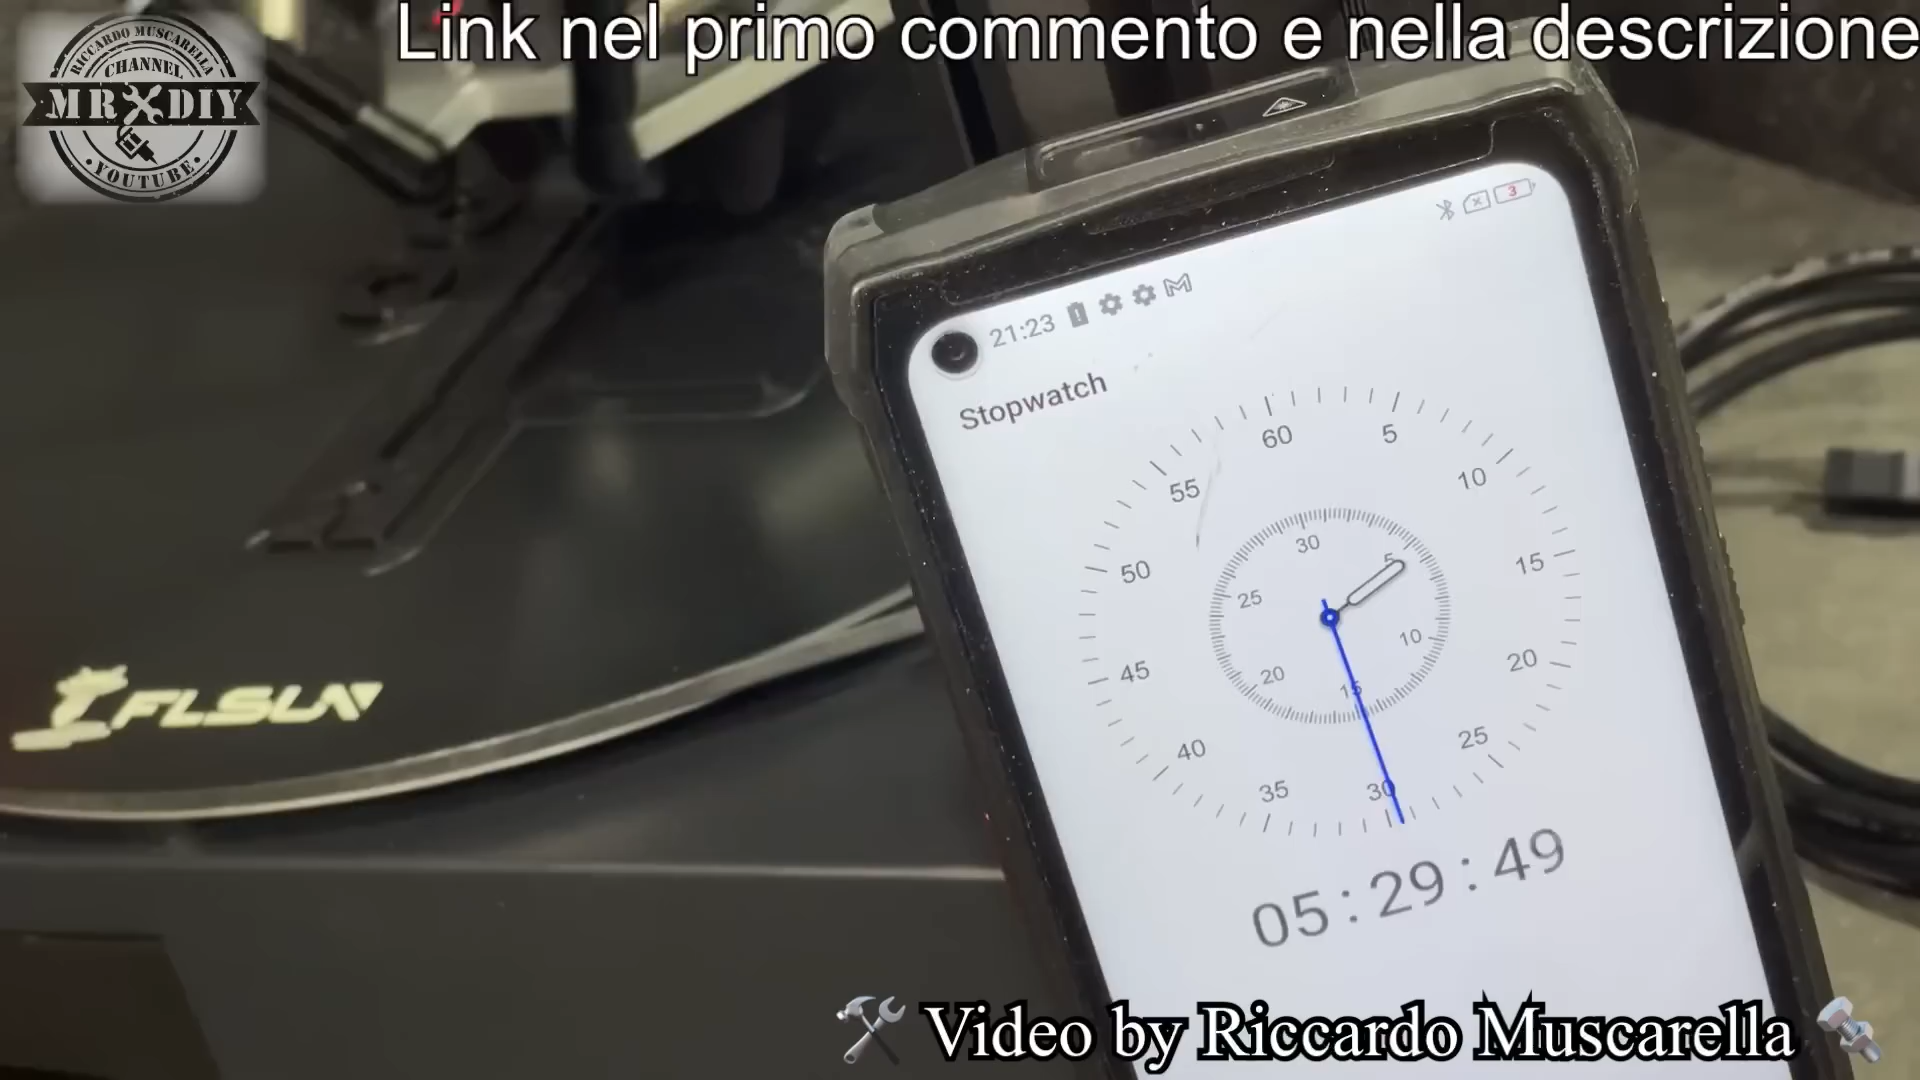 Link nel primo commento e nella descrizione
RICCARDO MUSCARELLA
CHANNEL
MR DIY
YOUTUBE
3
21:23
Stopwatch
60
5
10
15
20
25
30
35
40
45
50
55
30
5
10
15
20
25
05:29:49
FLSUN
Video by Riccardo Muscarella